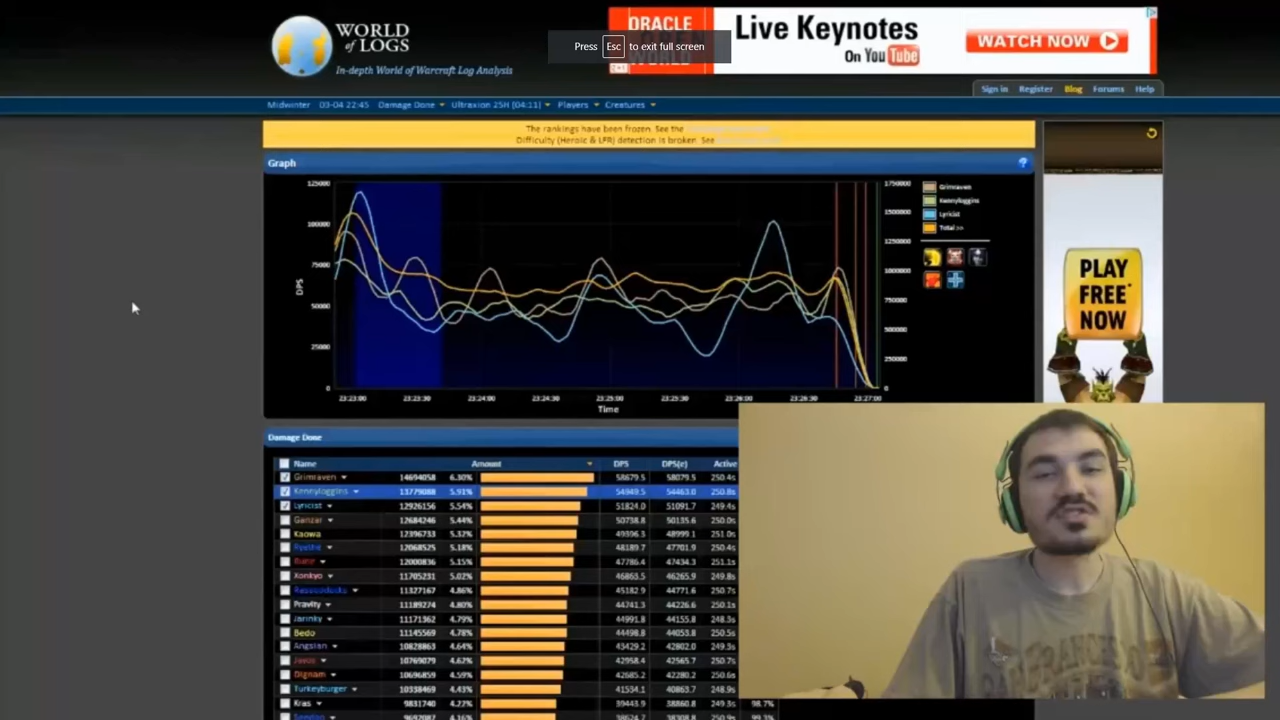 WORLD
of LOGS
In-depth World of Warcraft Log Analysis
ORACLE
Live Keynotes
On YouTube
WATCH NOW
Press Esc to exit full screen
Sign in Register Blog Forums Help
Midwinter 03-04 22:45 Damage Done Ultraxion 25H (04:11) Players Creatures
The rankings have been frozen. See the
Difficulty (Heroic & LFR) detection is broken. See
Graph ?
125000
100000
75000
50000
25000
0
DPS
1750000
1500000
1250000
1000000
750000
500000
250000
0
23:23:00 23:23:30 23:24:00 23:24:30 23:25:00 23:25:30 23:26:00 23:26:30 23:27:00
Time
Grimraven
Kennyloggins
Lyricist
Total >>
PLAY
FREE*
NOW
Damage Done
Name Amount DPS DPS(e) Active
Grimraven 14694058 6.30% 58679.5 58079.5 250.4s
Kennyloggins 13779088 5.91% 54949.5 54463.0 250.8s
Lyricist 12926156 5.54% 51824.0 51091.7 249.4s
Ganzar 12684246 5.44% 50738.8 50135.6 250.0s
Kaowa 12396733 5.32% 49396.3 48999.1 251.0s
12068525 5.18% 48189.7 47701.9 250.4s
12000836 5.15% 47786.4 47434.3 251.1s
Xonkyo 11705231 5.02% 46863.5 46265.9 249.8s
11327167 4.86% 45182.9 44771.6 250.7s
Pravity 11189274 4.80% 44741.3 44226.6 250.1s
Jarinky 11171362 4.79% 44991.8 44155.8 248.3s
Bedo 11145569 4.78% 44498.8 44053.8 250.5s
Angsian 10828863 4.64% 43429.2 42802.0 249.3s
10769079 4.62% 42958.4 42565.7 250.7s
Dignam 10696859 4.59% 42685.2 42280.2 250.6s
Turkeyburger 10338469 4.43% 41534.1 40863.7 248.9s
Kras 9831740 4.22% 39443.9 38860.8 249.3s 98.7%
9692087 4.16% 38624.7 38308.8 250.9s 99.3%